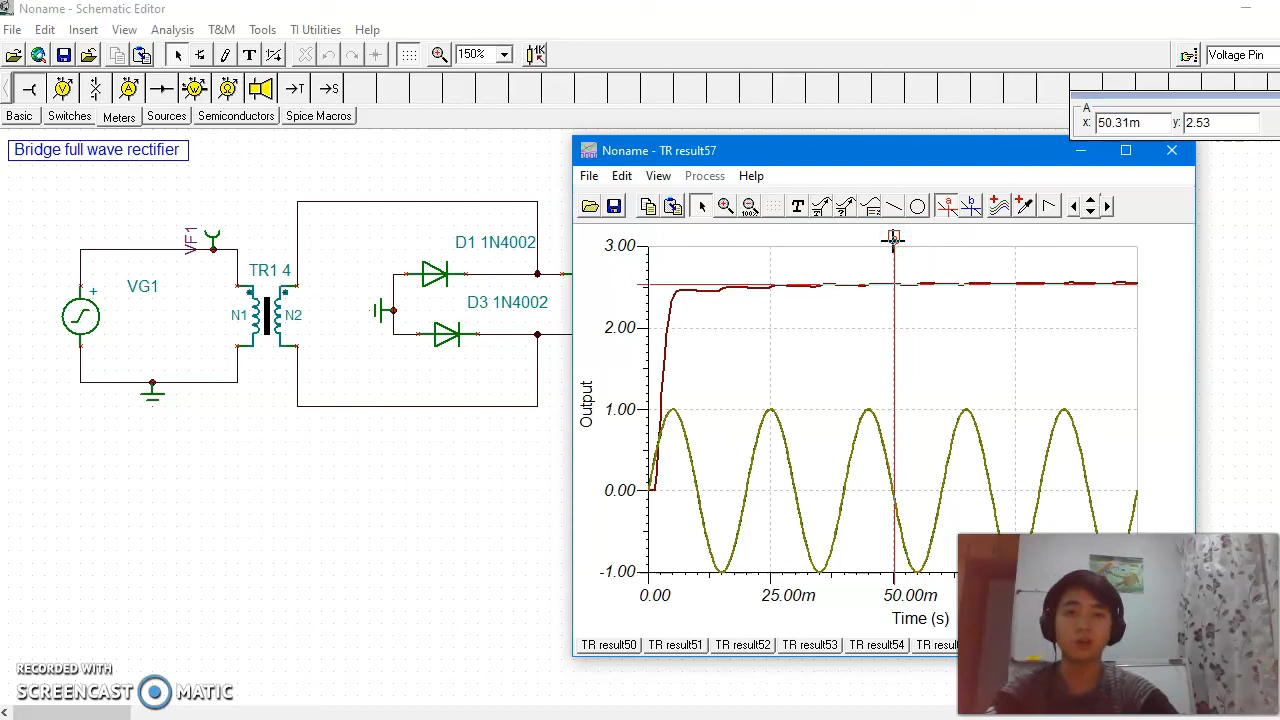 Noname - Schematic Editor
File Edit Insert View Analysis T&M Tools TI Utilities Help
150% 1K Voltage Pin
V A W Ω →T →S
Basic Switches Meters Sources Semiconductors Spice Macros
A
x: 50.31m y: 2.53
Bridge full wave rectifier
Noname - TR result57
File Edit View Process Help
T a b
VF1
VG1
+
TR1 4
N1 N2
D1 1N4002
D3 1N4002
a
3.00
2.00
1.00
0.00
-1.00
Output
0.00 25.00m 50.00m
Time (s)
TR result50 TR result51 TR result52 TR result53 TR result54 TR resul
RECORDED WITH
SCREENCAST MATIC